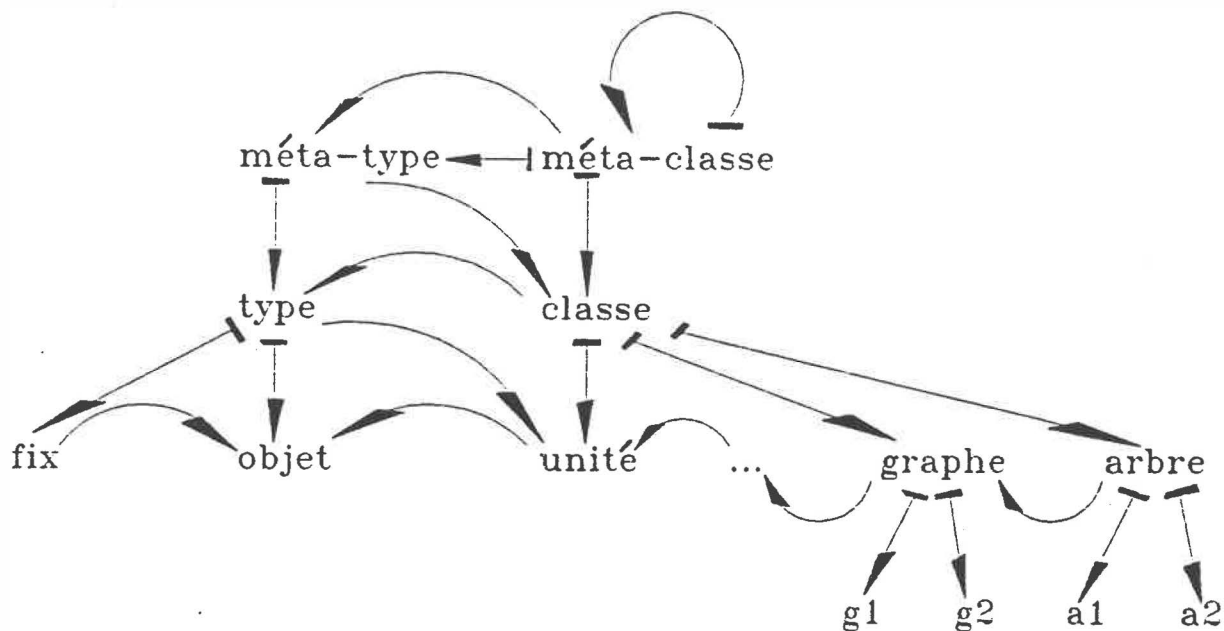 méta-type méta-classe
type classe
fix objet unité ... graphe arbre
g1 g2 a1 a2